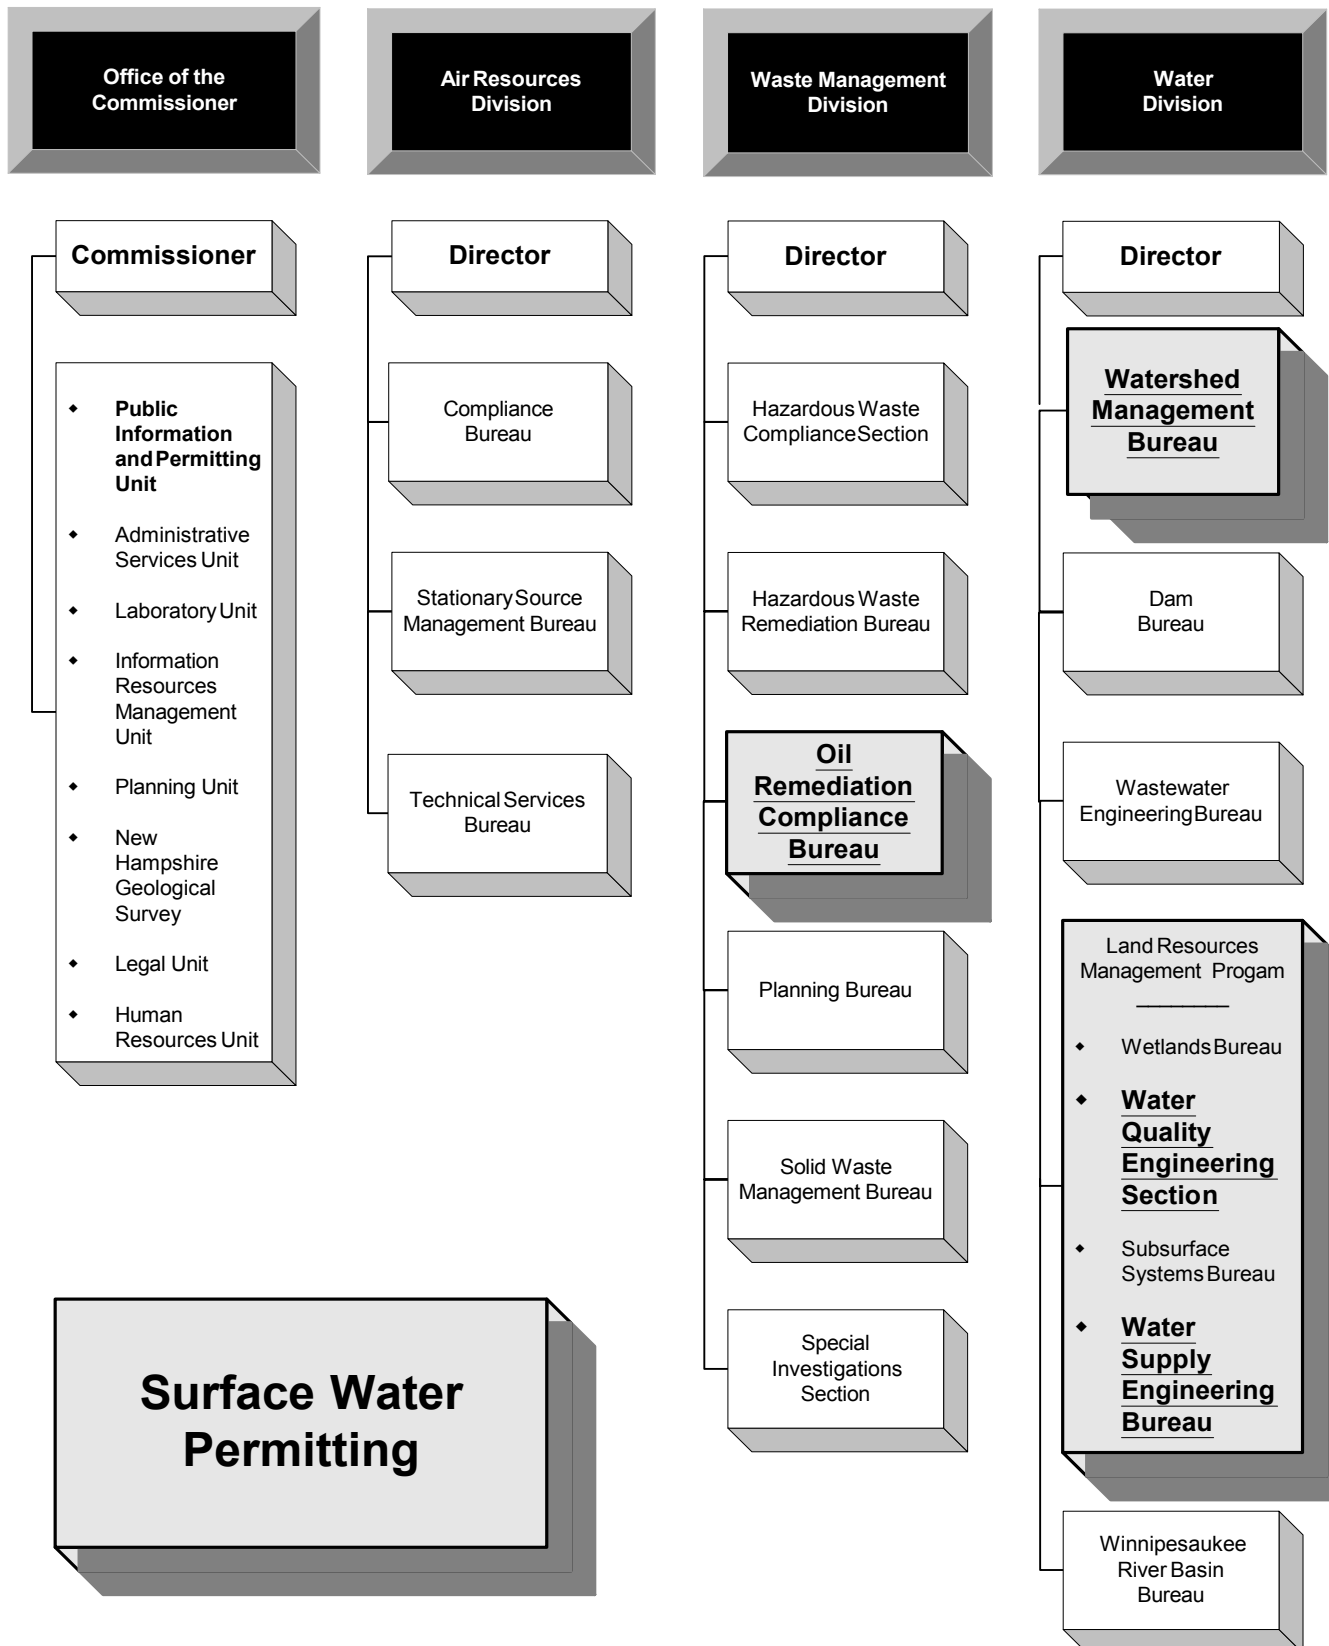 Office of the
Commissioner
Air Resources
Division
Waste Management
Division
Water
Division
Commissioner
◆ Public
Information
and Permitting
Unit
◆ Administrative
Services Unit
◆ Laboratory Unit
◆ Information
Resources
Management
Unit
◆ Planning Unit
◆ New
Hampshire
Geological
Survey
◆ Legal Unit
◆ Human
Resources Unit
Director
Compliance
Bureau
Stationary Source
Management Bureau
Technical Services
Bureau
Director
Hazardous Waste
Compliance Section
Hazardous Waste
Remediation Bureau
Oil
Remediation
Compliance
Bureau
Planning Bureau
Solid Waste
Management Bureau
Special
Investigations
Section
Director
Watershed
Management
Bureau
Dam
Bureau
Wastewater
Engineering Bureau
Land Resources
Management Progam
________
◆ Wetlands Bureau
◆ Water
Quality
Engineering
Section
◆ Subsurface
Systems Bureau
◆ Water
Supply
Engineering
Bureau
Winnipesaukee
River Basin
Bureau
Surface Water
Permitting